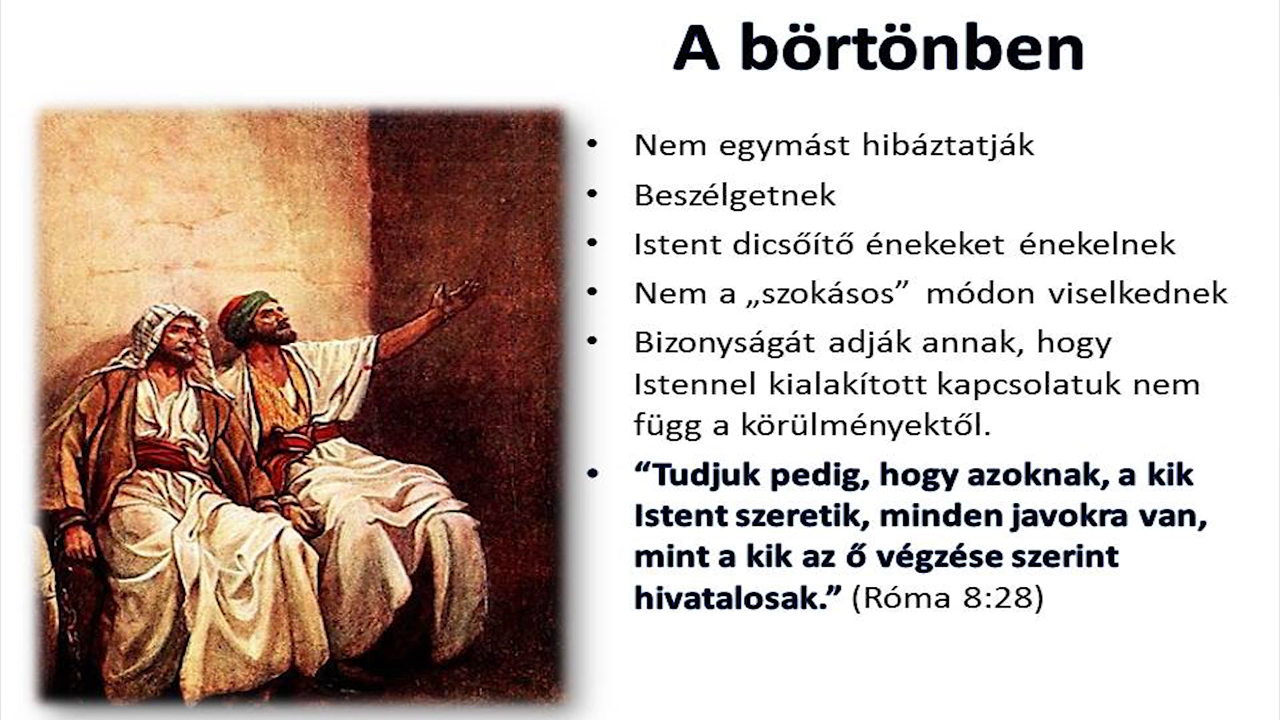 A börtönben
• Nem egymást hibáztatják
• Beszélgetnek
• Istent dicsőítő énekeket énekelnek
• Nem a „szokásos” módon viselkednek
• Bizonyságát adják annak, hogy
Istennel kialakított kapcsolatuk nem
függ a körülményektől.
• “Tudjuk pedig, hogy azoknak, a kik
Istent szeretik, minden javokra van,
mint a kik az ő végzése szerint
hivatalosak.” (Róma 8:28)